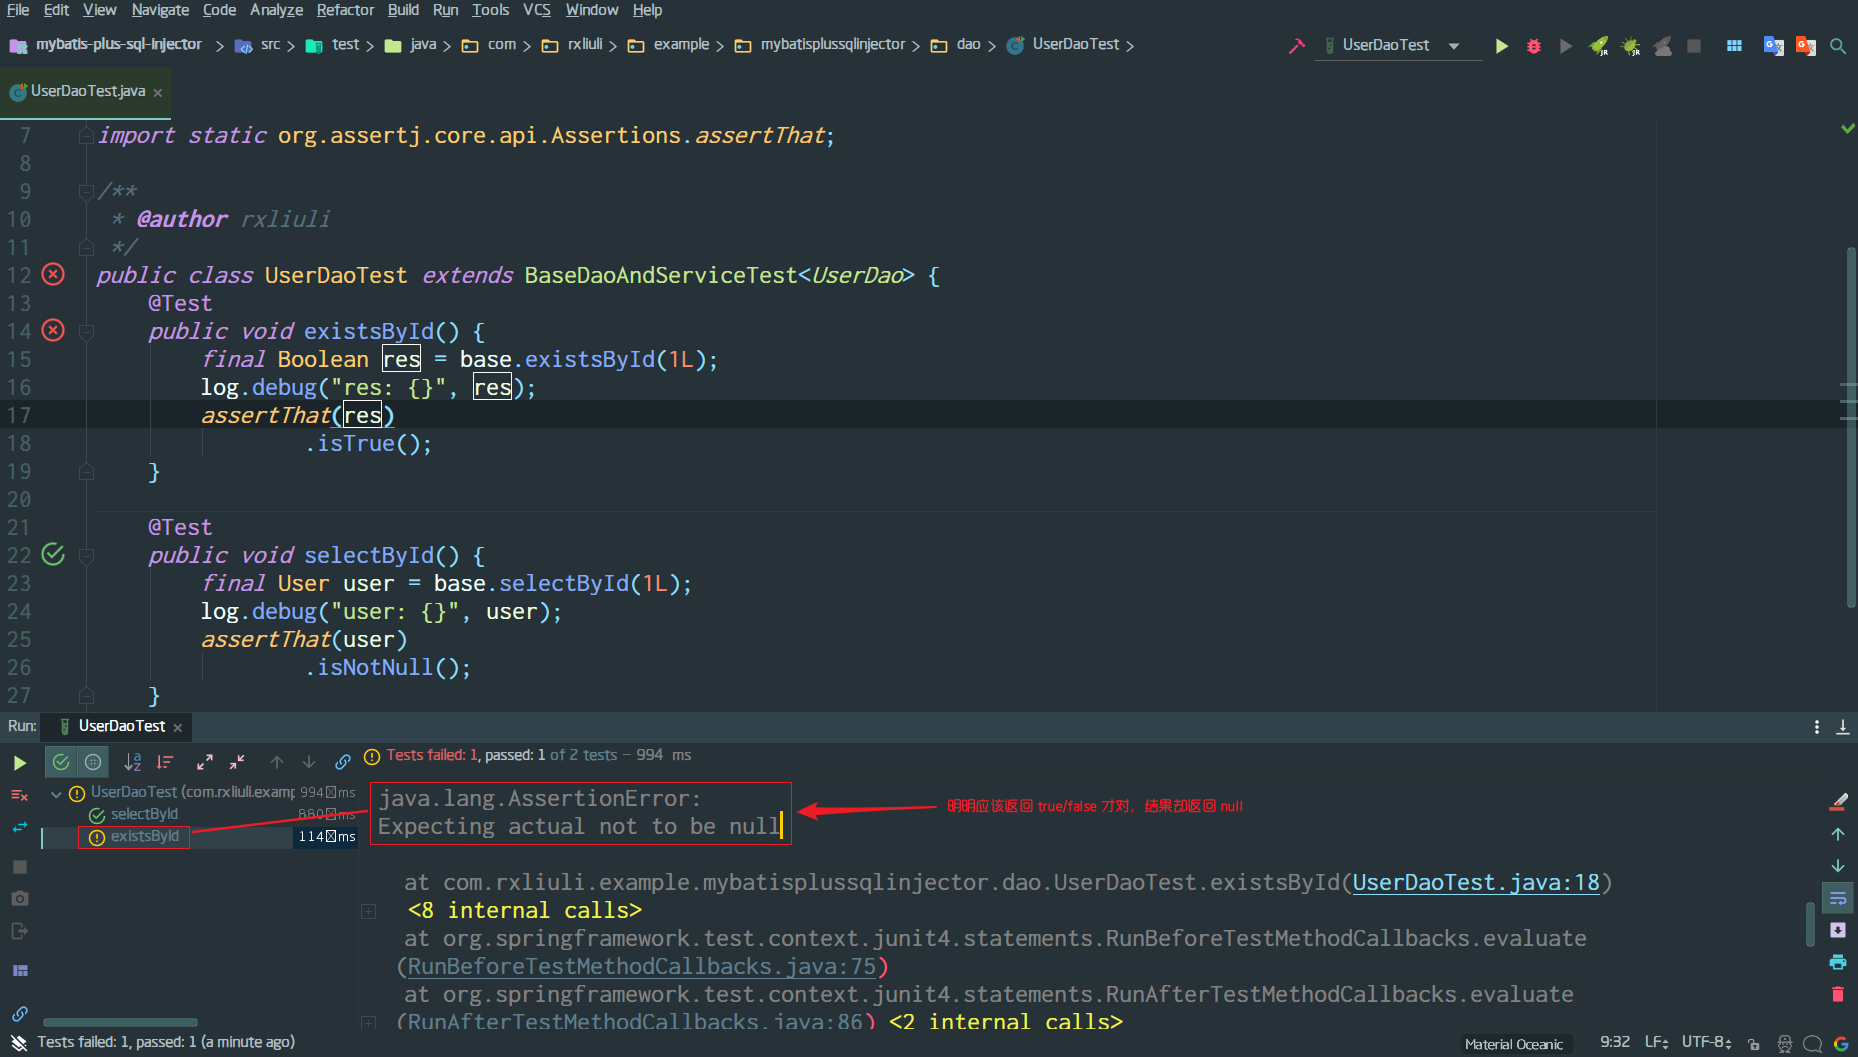 File Edit View Navigate Code Analyze Refactor Build Run Tools VCS Window Help
mybatis-plus-sql-injector src test java com rxliuli example mybatisplussqlinjector dao UserDaoTest UserDaoTest
UserDaoTest.java
7 import static org.assertj.core.api.Assertions.assertThat;
8
9 /**
10 * @author rxliuli
11 */
12 public class UserDaoTest extends BaseDaoAndServiceTest<UserDao> {
13 @Test
14 public void existsById() {
15 final Boolean res = base.existsById(1L);
16 log.debug("res: {}", res);
17 assertThat(res)
18 .isTrue();
19 }
20
21 @Test
22 public void selectById() {
23 final User user = base.selectById(1L);
24 log.debug("user: {}", user);
25 assertThat(user)
26 .isNotNull();
27 }
Run: UserDaoTest
Tests failed: 1, passed: 1 of 2 tests – 994 ms
UserDaoTest (com.rxliuli.examp 994 ms
selectById 880 ms
existsById 114 ms
java.lang.AssertionError:
Expecting actual not to be null
明明应该返回 true/false 才对，结果却返回 null
at com.rxliuli.example.mybatisplussqlinjector.dao.UserDaoTest.existsById(UserDaoTest.java:18)
<8 internal calls>
at org.springframework.test.context.junit4.statements.RunBeforeTestMethodCallbacks.evaluate
(RunBeforeTestMethodCallbacks.java:75)
at org.springframework.test.context.junit4.statements.RunAfterTestMethodCallbacks.evaluate
(RunAfterTestMethodCallbacks.java:86) <2 internal calls>
Tests failed: 1, passed: 1 (a minute ago)
Material Oceanic 9:32 LF UTF-8